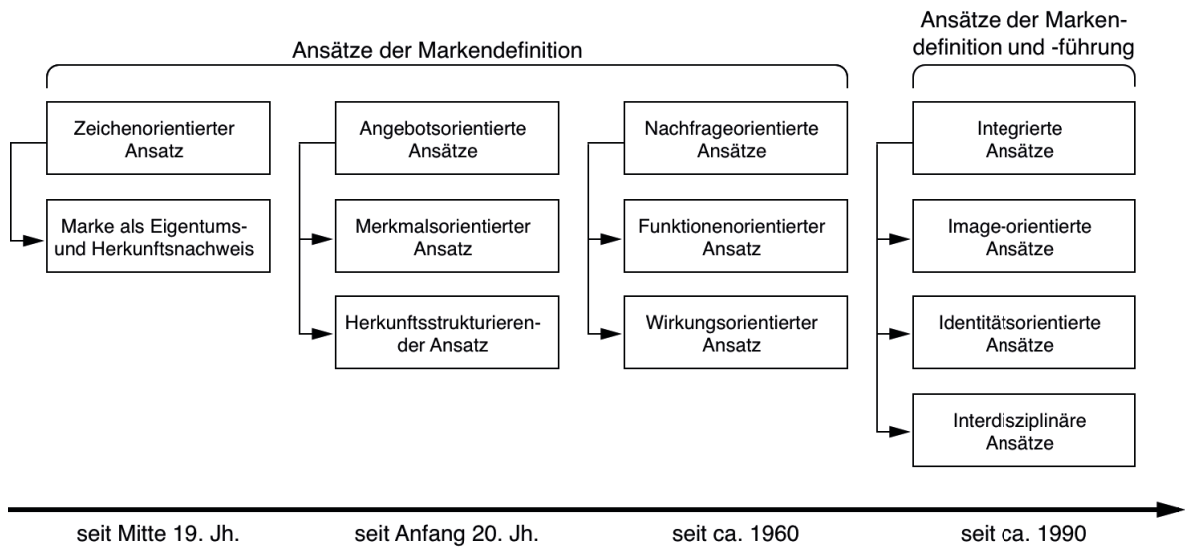 Ansätze der Markendefinition
Ansätze der Marken-
definition und -führung
Zeichenorientierter
Ansatz
Marke als Eigentums-
und Herkunftsnachweis
Angebotsorientierte
Ansätze
Merkmalsorientierter
Ansatz
Herkunftsstrukturieren-
der Ansatz
Nachfrageorientierte
Ansätze
Funktionenorientierter
Ansatz
Wirkungsorientierter
Ansatz
Integrierte
Ansätze
Image-orientierte
Ansätze
Identitätsorientierte
Ansätze
Interdisziplinäre
Ansätze
seit Mitte 19. Jh.
seit Anfang 20. Jh.
seit ca. 1960
seit ca. 1990